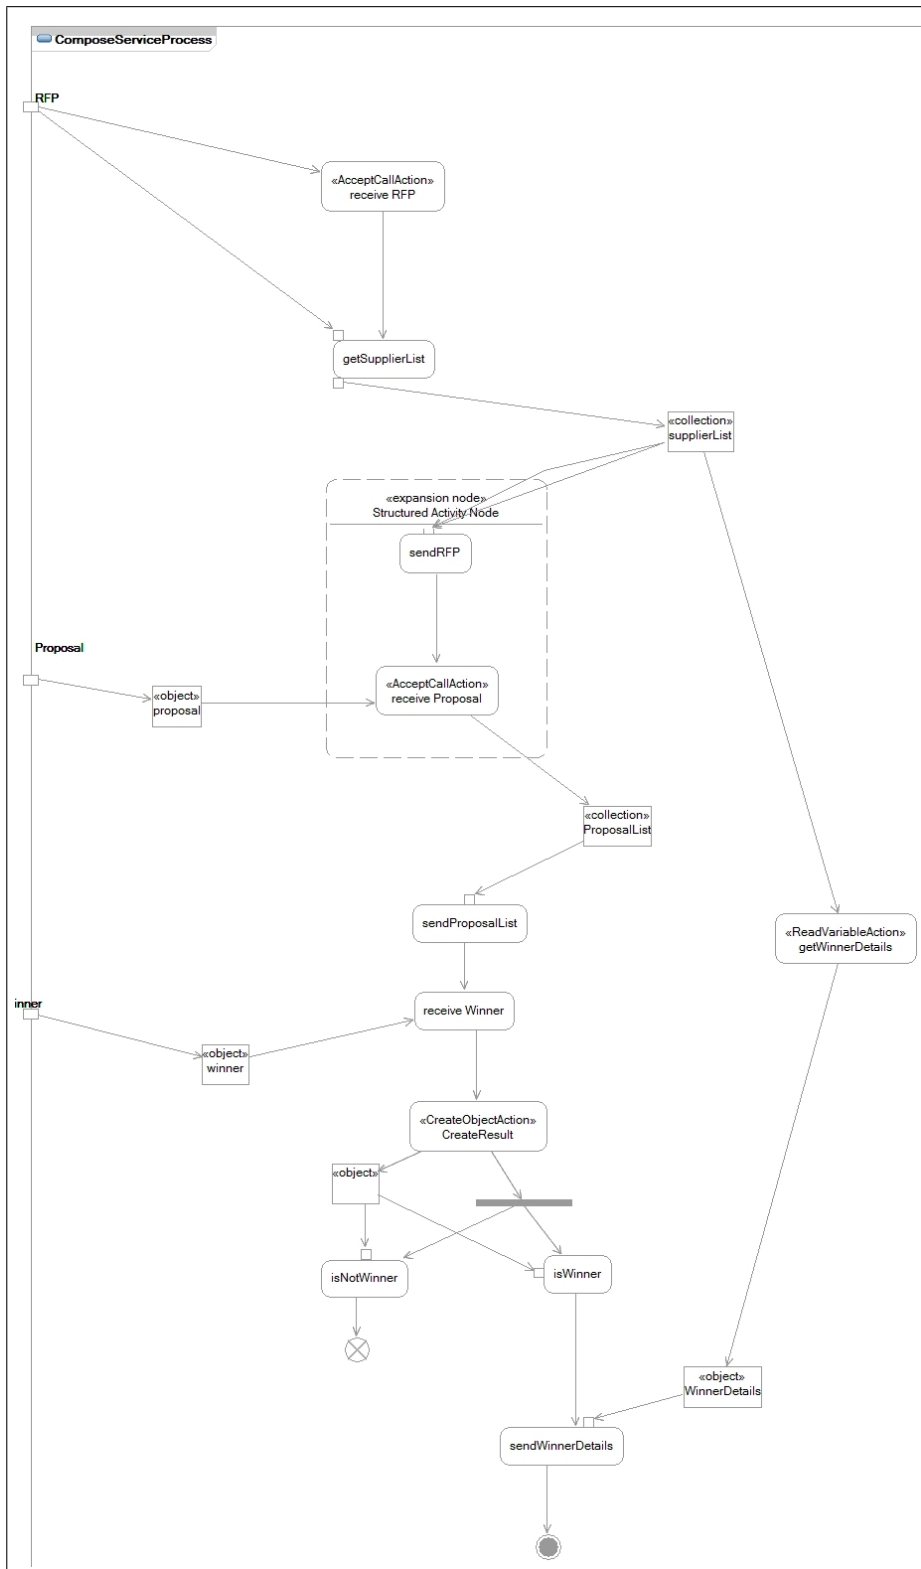 ComposeServiceProcess
RFP
«AcceptCallAction»
receive RFP
getSupplierList
«collection»
supplierList
«expansion node»
Structured Activity Node
sendRFP
Proposal
«AcceptCallAction»
receive Proposal
«object»
proposal
«collection»
ProposalList
sendProposalList
«ReadVariableAction»
getWinnerDetails
inner
receive Winner
«object»
winner
«CreateObjectAction»
CreateResult
«object»
isNotWinner
isWinner
«object»
WinnerDetails
sendWinnerDetails